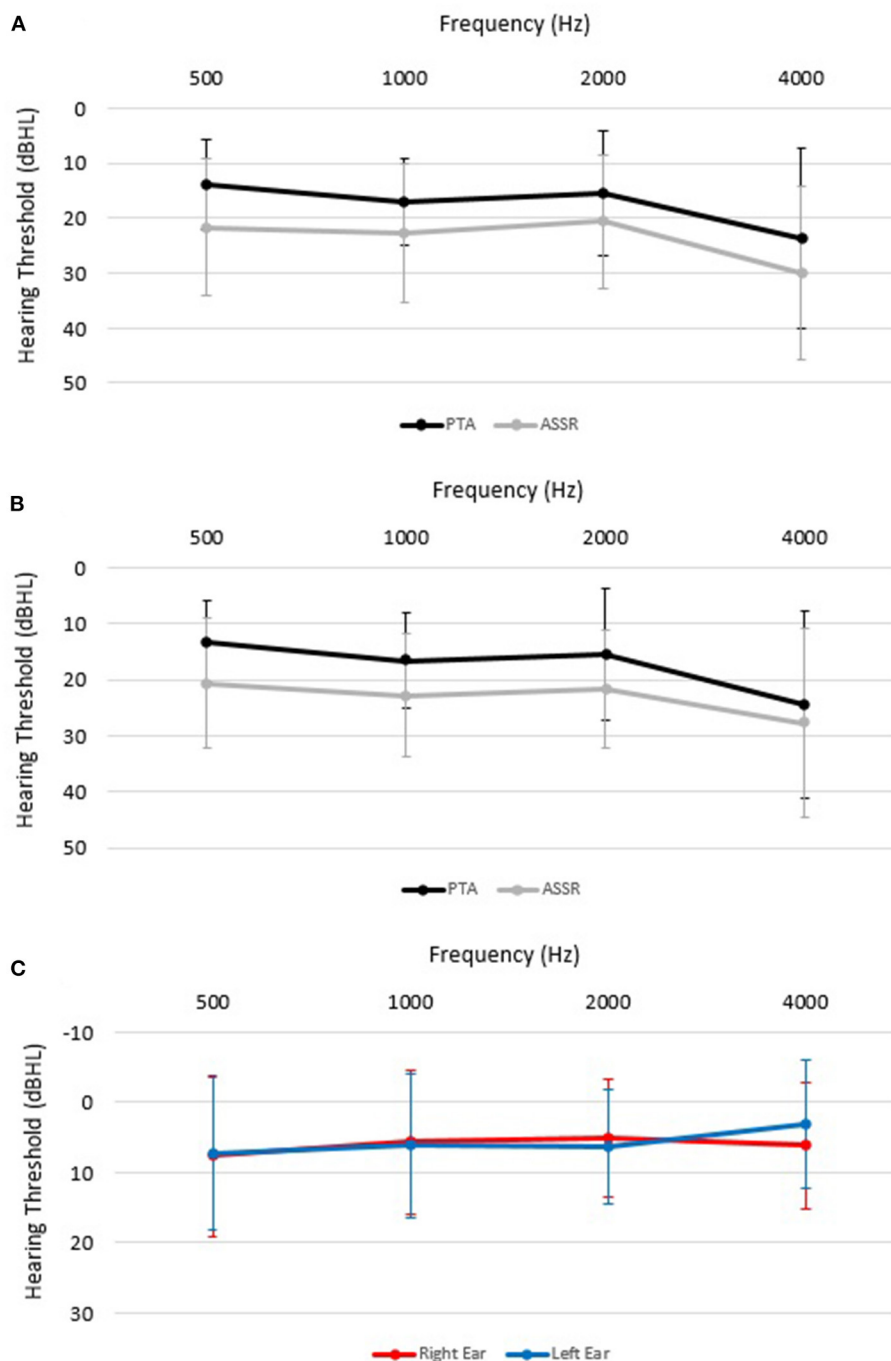 A
Frequency (Hz)
500 1000 2000 4000
Hearing Threshold (dBHL)
0
10
20
30
40
50
PTA ASSR
B
Frequency (Hz)
500 1000 2000 4000
Hearing Threshold (dBHL)
0
10
20
30
40
50
PTA ASSR
C
Frequency (Hz)
500 1000 2000 4000
Hearing Threshold (dBHL)
-10
0
10
20
30
Right Ear Left Ear